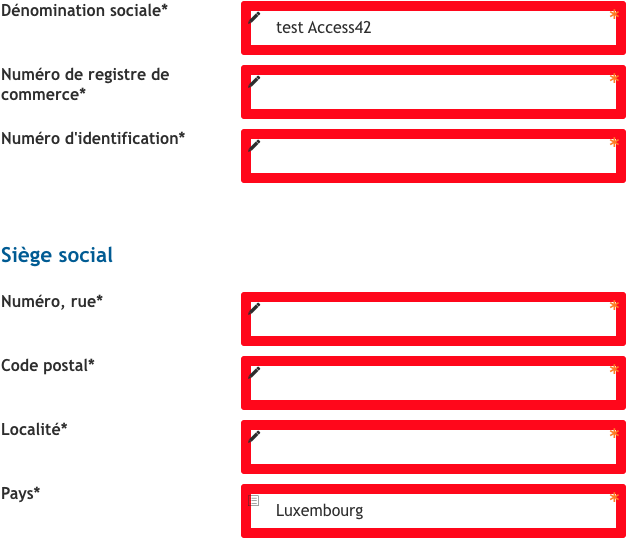 Dénomination sociale*
test Access42
Numéro de registre de
commerce*
Numéro d'identification*
Siège social
Numéro, rue*
Code postal*
Localité*
Pays*
Luxembourg